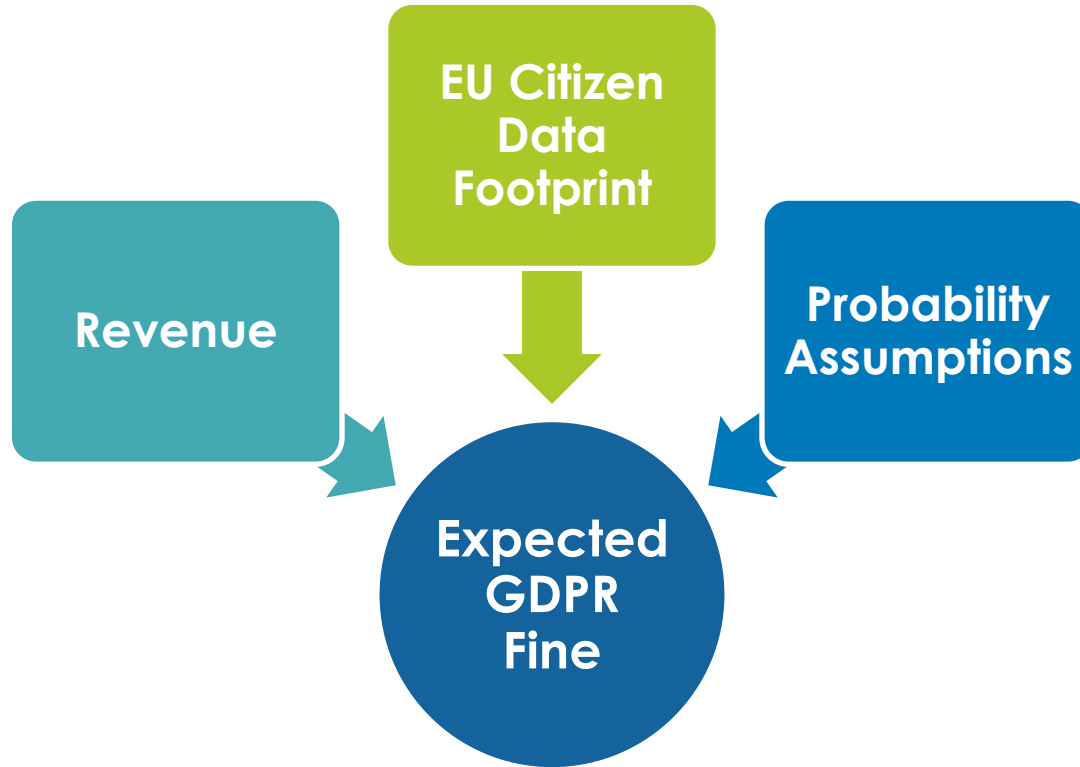 EU Citizen
Data
Footprint
Revenue
Probability
Assumptions
Expected
GDPR
Fine